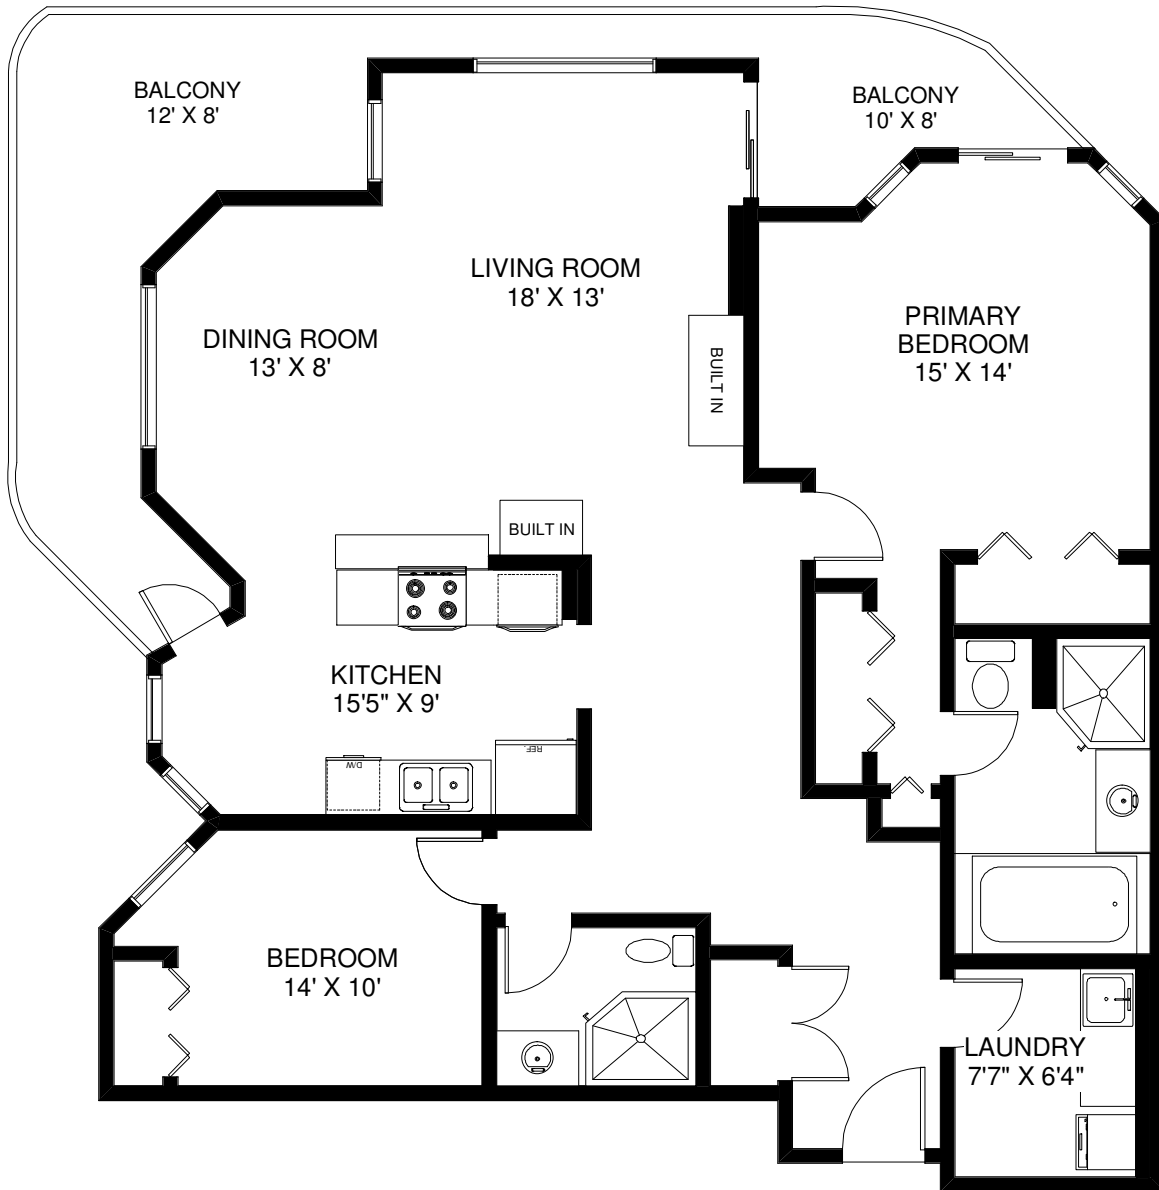 BALCONY
12' X 8'
BALCONY
10' X 8'
LIVING ROOM
18' X 13'
PRIMARY
BEDROOM
15' X 14'
DINING ROOM
13' X 8'
BUILT IN
BUILT IN
KITCHEN
15'5" X 9'
REF.
D/W
BEDROOM
14' X 10'
LAUNDRY
7'7" X 6'4"